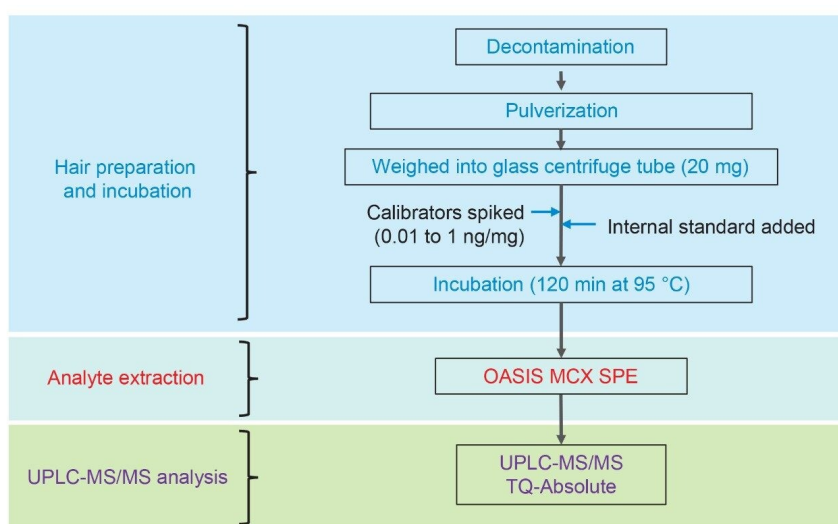 Decontamination
Pulverization
Hair preparation
and incubation
Weighed into glass centrifuge tube (20 mg)
Calibrators spiked
(0.01 to 1 ng/mg)
Internal standard added
Incubation (120 min at 95 °C)
Analyte extraction
OASIS MCX SPE
UPLC-MS/MS analysis
UPLC-MS/MS
TQ-Absolute